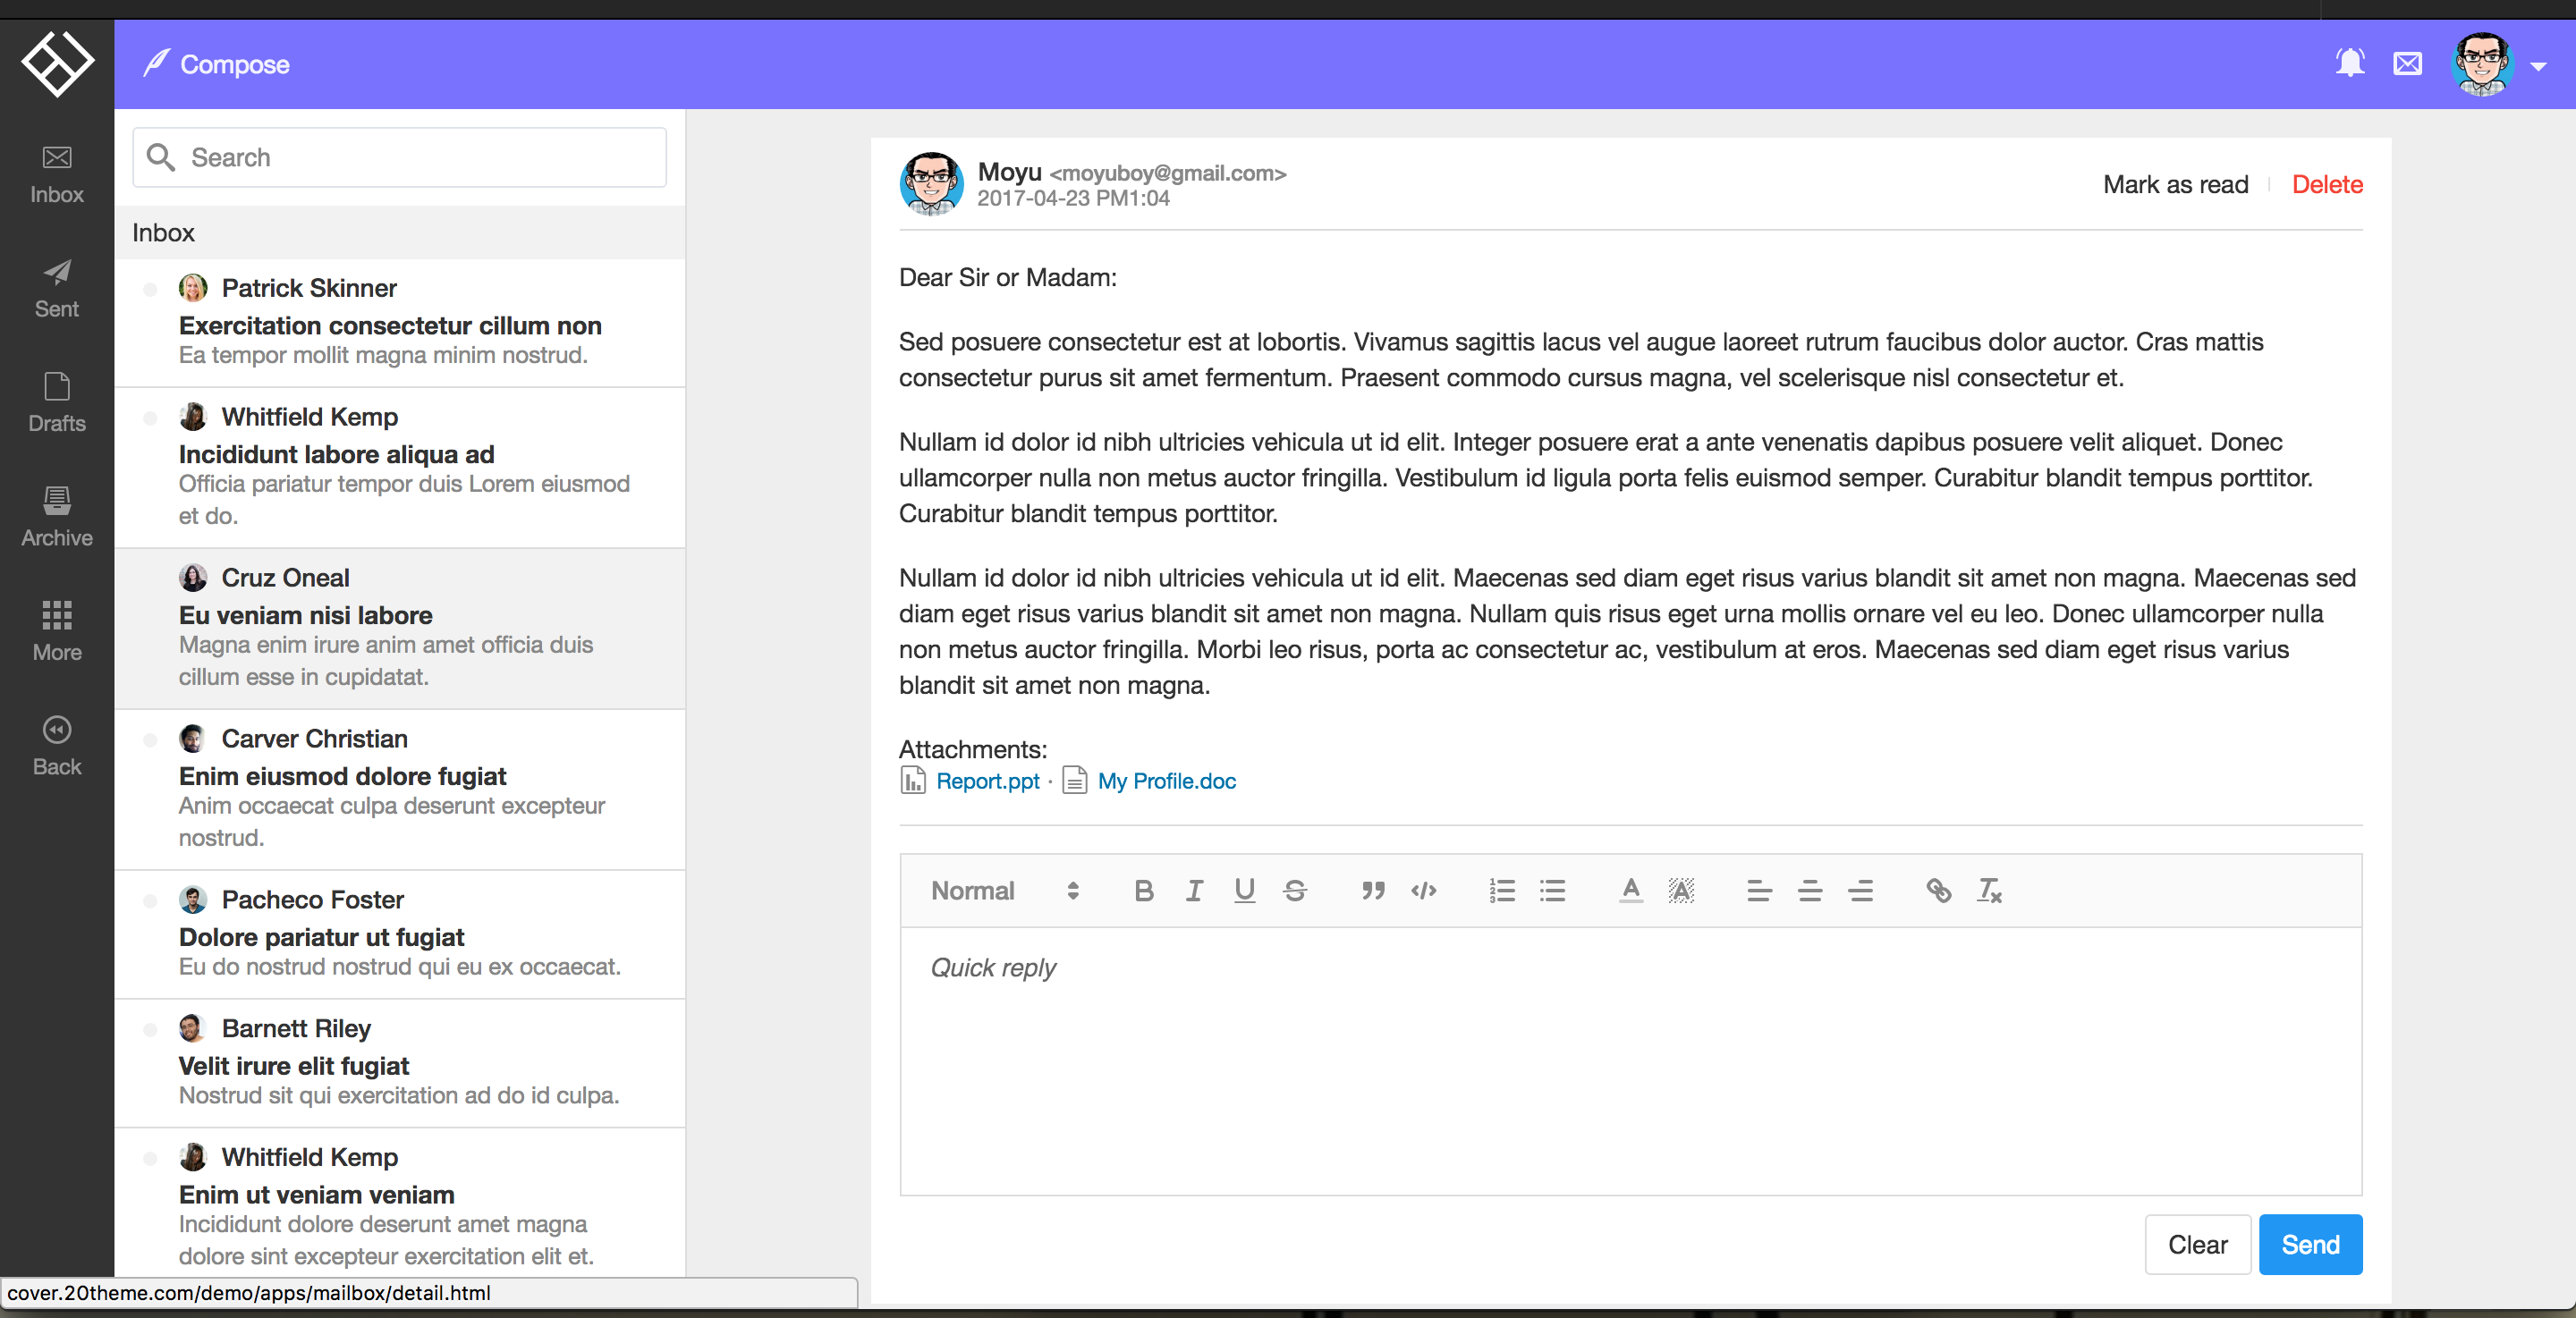 Compose
Inbox
Sent
Drafts
Archive
More
Back
Search
Inbox
Patrick Skinner
Exercitation consectetur cillum non
Ea tempor mollit magna minim nostrud.
Whitfield Kemp
Incididunt labore aliqua ad
Officia pariatur tempor duis Lorem eiusmod
et do.
Cruz Oneal
Eu veniam nisi labore
Magna enim irure anim amet officia duis
cillum esse in cupidatat.
Carver Christian
Enim eiusmod dolore fugiat
Anim occaecat culpa deserunt excepteur
nostrud.
Pacheco Foster
Dolore pariatur ut fugiat
Eu do nostrud nostrud qui eu ex occaecat.
Barnett Riley
Velit irure elit fugiat
Nostrud sit qui exercitation ad do id culpa.
Whitfield Kemp
Enim ut veniam veniam
Incididunt dolore deserunt amet magna
dolore sint excepteur exercitation elit et.
cover.20theme.com/demo/apps/mailbox/detail.html
Moyu <moyuboy@gmail.com>
2017-04-23 PM1:04
Mark as read
Delete
Dear Sir or Madam:
Sed posuere consectetur est at lobortis. Vivamus sagittis lacus vel augue laoreet rutrum faucibus dolor auctor. Cras mattis
consectetur purus sit amet fermentum. Praesent commodo cursus magna, vel scelerisque nisl consectetur et.
Nullam id dolor id nibh ultricies vehicula ut id elit. Integer posuere erat a ante venenatis dapibus posuere velit aliquet. Donec
ullamcorper nulla non metus auctor fringilla. Vestibulum id ligula porta felis euismod semper. Curabitur blandit tempus porttitor.
Curabitur blandit tempus porttitor.
Nullam id dolor id nibh ultricies vehicula ut id elit. Maecenas sed diam eget risus varius blandit sit amet non magna. Maecenas sed
diam eget risus varius blandit sit amet non magna. Nullam quis risus eget urna mollis ornare vel eu leo. Donec ullamcorper nulla
non metus auctor fringilla. Morbi leo risus, porta ac consectetur ac, vestibulum at eros. Maecenas sed diam eget risus varius
blandit sit amet non magna.
Attachments:
Report.ppt · My Profile.doc
Normal
Quick reply
Clear
Send